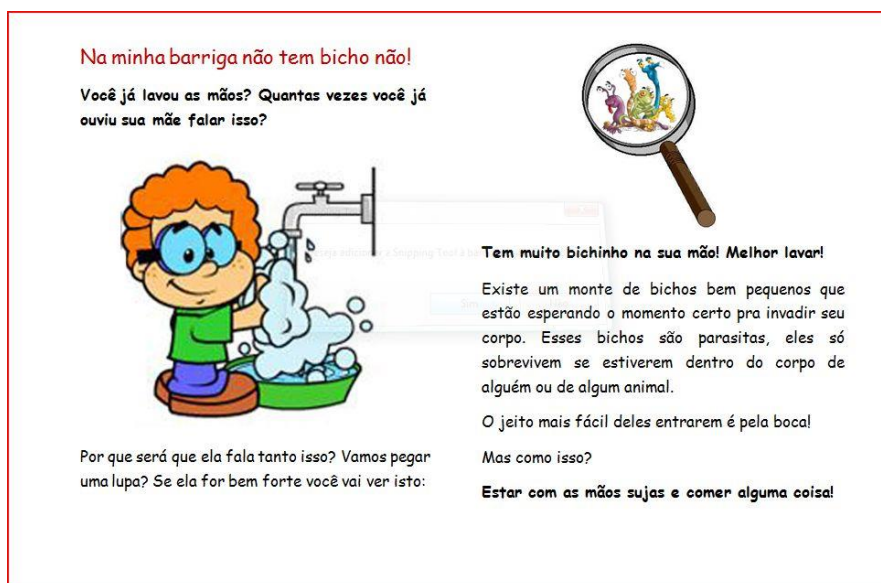 Na minha barriga não tem bicho não!
Você já lavou as mãos? Quantas vezes você já
ouviu sua mãe falar isso?
Por que será que ela fala tanto isso? Vamos pegar
uma lupa? Se ela for bem forte você vai ver isto:
Tem muito bichinho na sua mão! Melhor lavar!
Existe um monte de bichos bem pequenos que
estão esperando o momento certo pra invadir seu
corpo. Esses bichos são parasitas, eles só
sobrevivem se estiverem dentro do corpo de
alguém ou de algum animal.
O jeito mais fácil deles entrarem é pela boca!
Mas como isso?
Estar com as mãos sujas e comer alguma coisa!